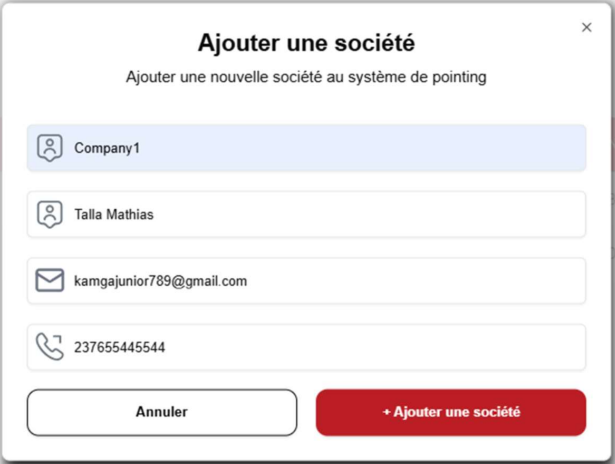 Ajouter une société
Ajouter une nouvelle société au système de pointing
Company1
Talla Mathias
kamgajunior789@gmail.com
237655445544
Annuler
+ Ajouter une société